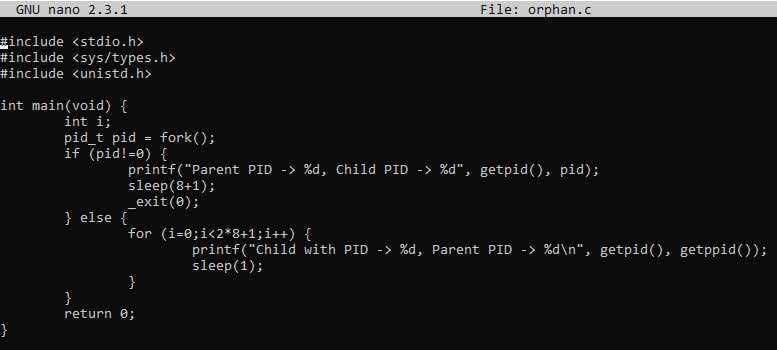 GNU nano 2.3.1 File: orphan.c
#include <stdio.h>
#include <sys/types.h>
#include <unistd.h>
int main(void) {
int i;
pid_t pid = fork();
if (pid!=0) {
printf("Parent PID -> %d, Child PID -> %d", getpid(), pid);
sleep(8+1);
_exit(0);
} else {
for (i=0;i<2*8+1;i++) {
printf("Child with PID -> %d, Parent PID -> %d\n", getpid(), getppid());
sleep(1);
}
}
return 0;
}